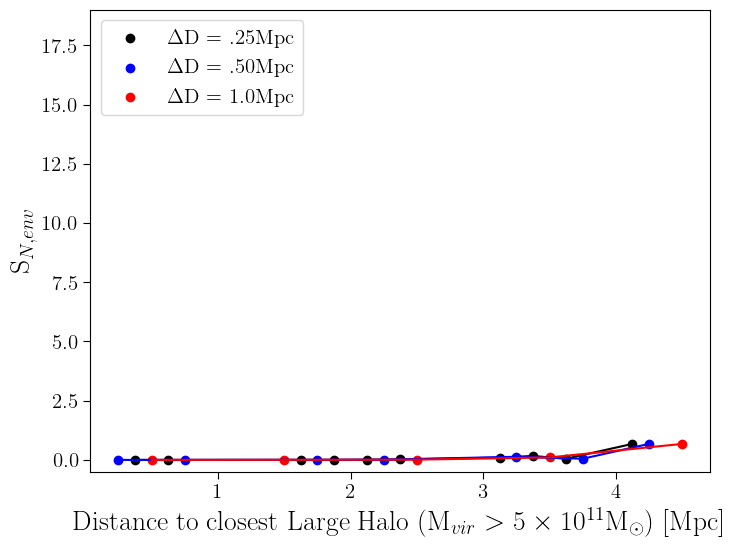 ΔD = .25Mpc
ΔD = .50Mpc
ΔD = 1.0Mpc
17.5
15.0
12.5
10.0
7.5
5.0
2.5
0.0
S_{N,env}
1 2 3 4
Distance to closest Large Halo (M_{vir} > 5 × 10^{11}M_⊙) [Mpc]